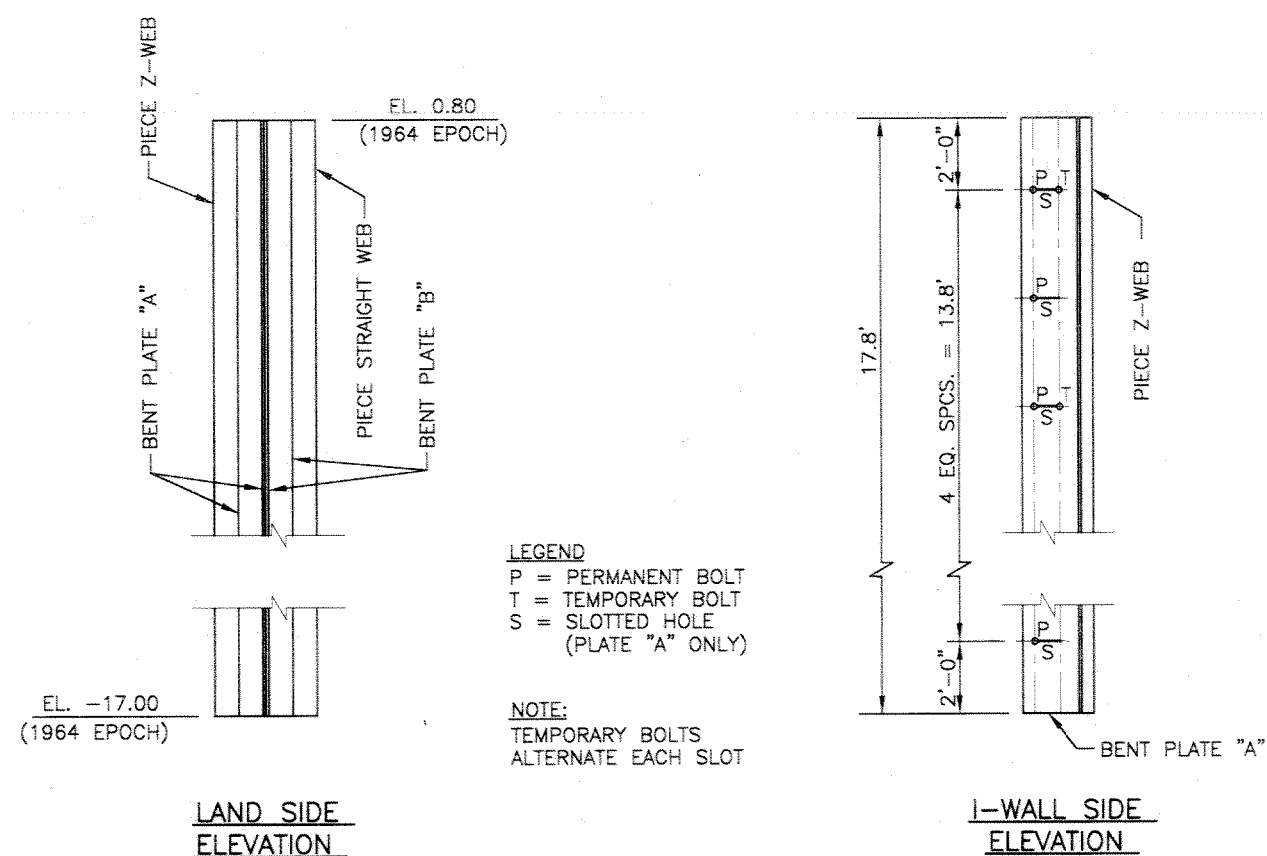 PIECE Z-WEB
EL. 0.80
(1964 EPOCH)
BENT PLATE "A"
PIECE STRAIGHT WEB
BENT PLATE "B"
EL. -17.00
(1964 EPOCH)
LAND SIDE
ELEVATION
LEGEND
P = PERMANENT BOLT
T = TEMPORARY BOLT
S = SLOTTED HOLE
(PLATE "A" ONLY)
NOTE:
TEMPORARY BOLTS
ALTERNATE EACH SLOT
17.8'
2'-0"
4 EQ. SPCS. = 13.8'
2'-0"
P T
S
P
S
P T
S
P
S
PIECE Z-WEB
BENT PLATE "A"
I-WALL SIDE
ELEVATION